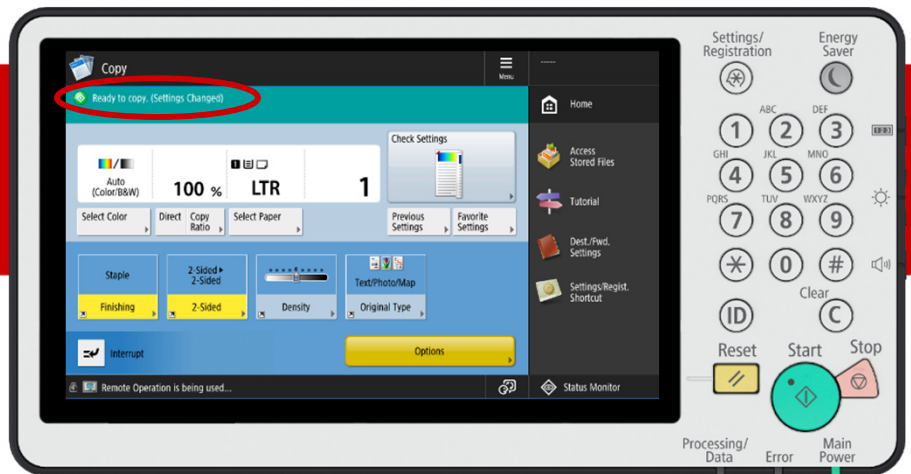 Copy
Menu
-----
Ready to copy. (Settings Changed)
Home
Check Settings
Auto
(Color/B&W)
100 %
1
LTR
1
Select Color
Direct
Copy
Ratio
Select Paper
Previous
Settings
Favorite
Settings
Access
Stored Files
Tutorial
Dest./Fwd.
Settings
Settings/Regist.
Shortcut
Staple
Finishing
2-Sided ▸
2-Sided
2-Sided
Density
Text/Photo/Map
Original Type
Interrupt
Options
Remote Operation is being used...
Status Monitor
Settings/
Registration
Energy
Saver
1
ABC
2
DEF
3
GHI
4
JKL
5
MNO
6
PQRS
7
TUV
8
WXYZ
9
0
#
ID
Clear
C
Reset
Start
Stop
Processing/
Data
Error
Main
Power